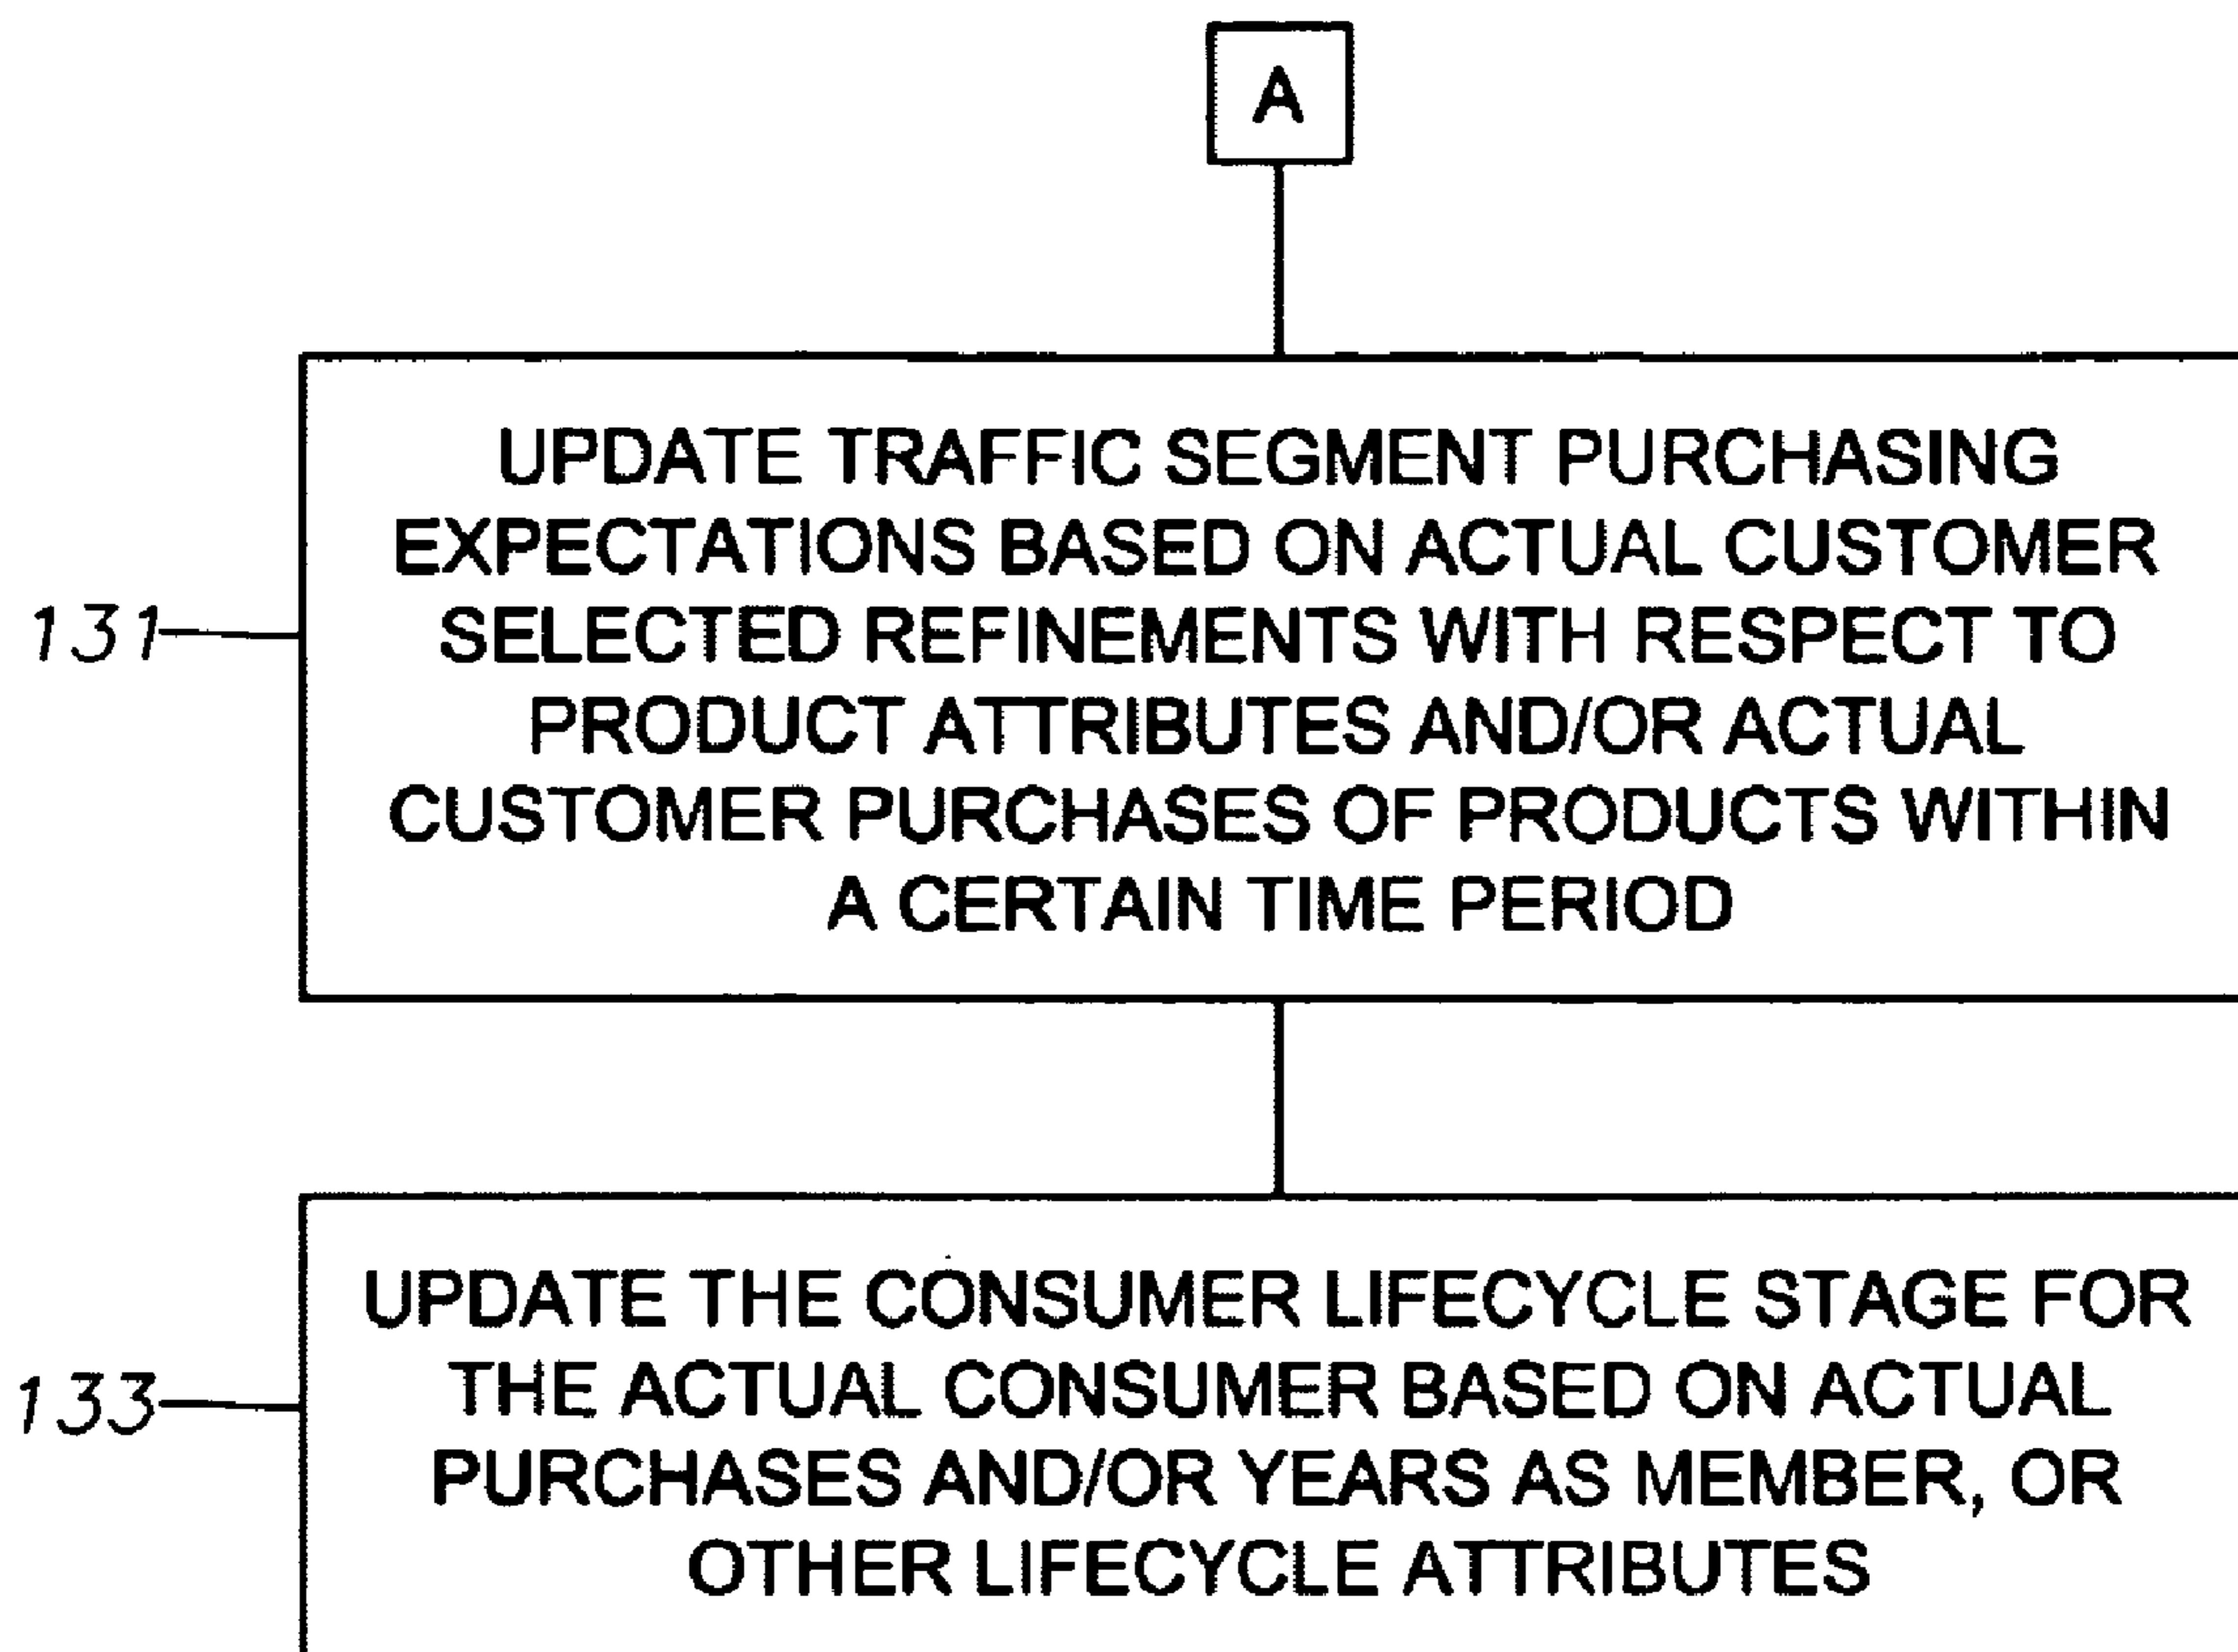 A
UPDATE TRAFFIC SEGMENT PURCHASING
EXPECTATIONS BASED ON ACTUAL CUSTOMER
SELECTED REFINEMENTS WITH RESPECT TO
PRODUCT ATTRIBUTES AND/OR ACTUAL
CUSTOMER PURCHASES OF PRODUCTS WITHIN
A CERTAIN TIME PERIOD
131
UPDATE THE CONSUMER LIFECYCLE STAGE FOR
THE ACTUAL CONSUMER BASED ON ACTUAL
PURCHASES AND/OR YEARS AS MEMBER, OR
OTHER LIFECYCLE ATTRIBUTES
133